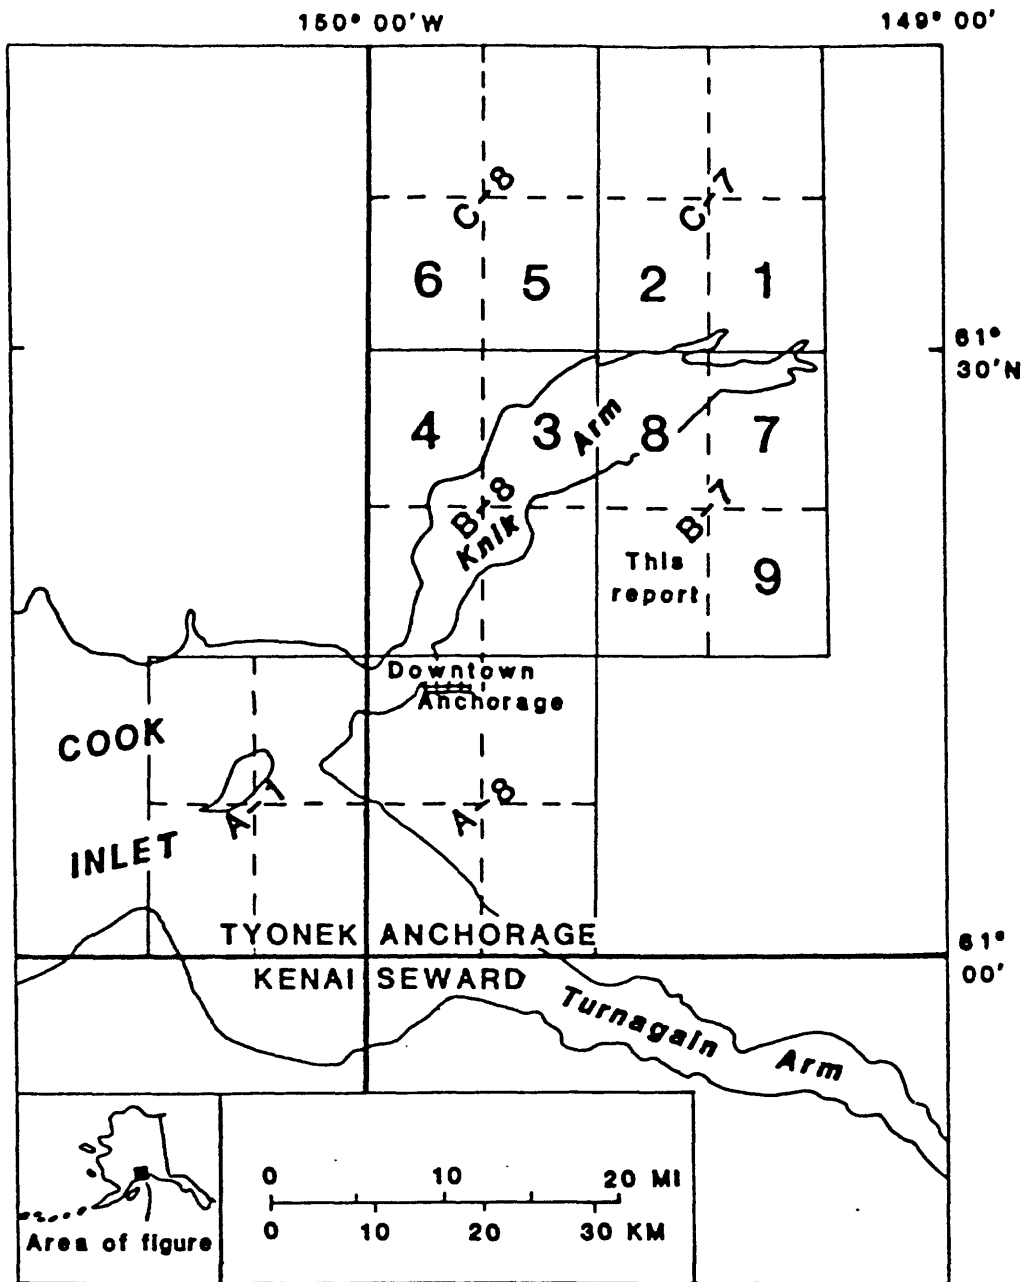 150° 00'W
149° 00'
C-8
C-7
6
5
2
1
61°
30'N
4
3
Arm
8
7
B-8
B-7
Knik
This
report
9
Downtown
Anchorage
COOK
A-7
A-8
INLET
TYONEK
ANCHORAGE
61°
00'
KENAI
SEWARD
Turnagain
Arm
0 10 20 MI
0 10 20 30 KM
Area of figure